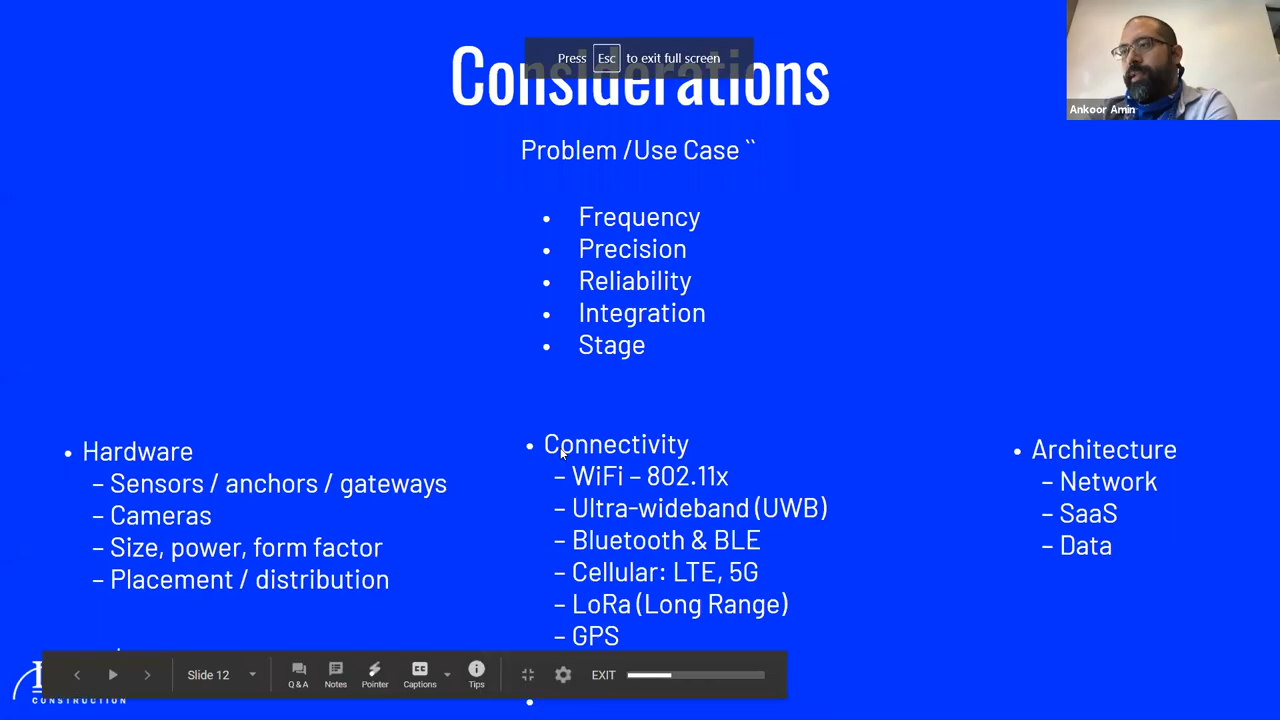 Considerations
Press Esc to exit full screen
Ankoor Amin
Problem /Use Case ``
• Frequency
• Precision
• Reliability
• Integration
• Stage
• Hardware
– Sensors / anchors / gateways
– Cameras
– Size, power, form factor
– Placement / distribution
• Connectivity
– WiFi – 802.11x
– Ultra-wideband (UWB)
– Bluetooth & BLE
– Cellular: LTE, 5G
– LoRa (Long Range)
– GPS
• Architecture
– Network
– SaaS
– Data
Slide 12
Q & A
Notes
Pointer
Captions
Tips
EXIT
CONSTRUCTION